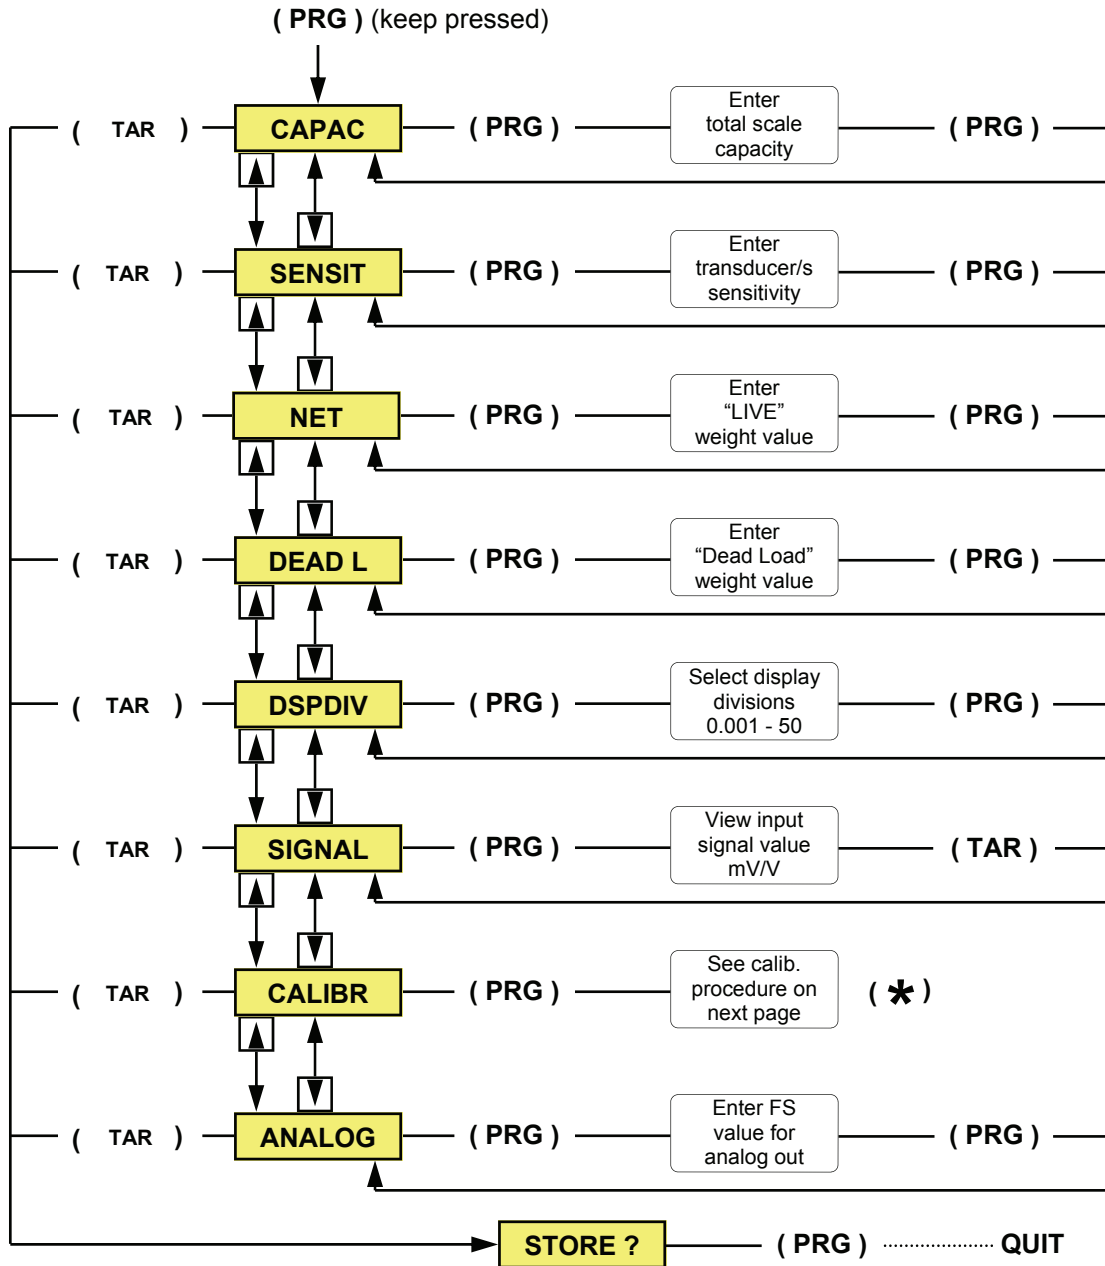 ( PRG ) (keep pressed)
( TAR ) CAPAC ( PRG ) Enter total scale capacity ( PRG )
( TAR ) SENSIT ( PRG ) Enter transducer/s sensitivity ( PRG )
( TAR ) NET ( PRG ) Enter “LIVE” weight value ( PRG )
( TAR ) DEAD L ( PRG ) Enter “Dead Load” weight value ( PRG )
( TAR ) DSPDIV ( PRG ) Select display divisions 0.001 - 50 ( PRG )
( TAR ) SIGNAL ( PRG ) View input signal value mV/V ( TAR )
( TAR ) CALIBR ( PRG ) See calib. procedure on next page ( * )
( TAR ) ANALOG ( PRG ) Enter FS value for analog out ( PRG )
STORE ? ( PRG ) ..................... QUIT